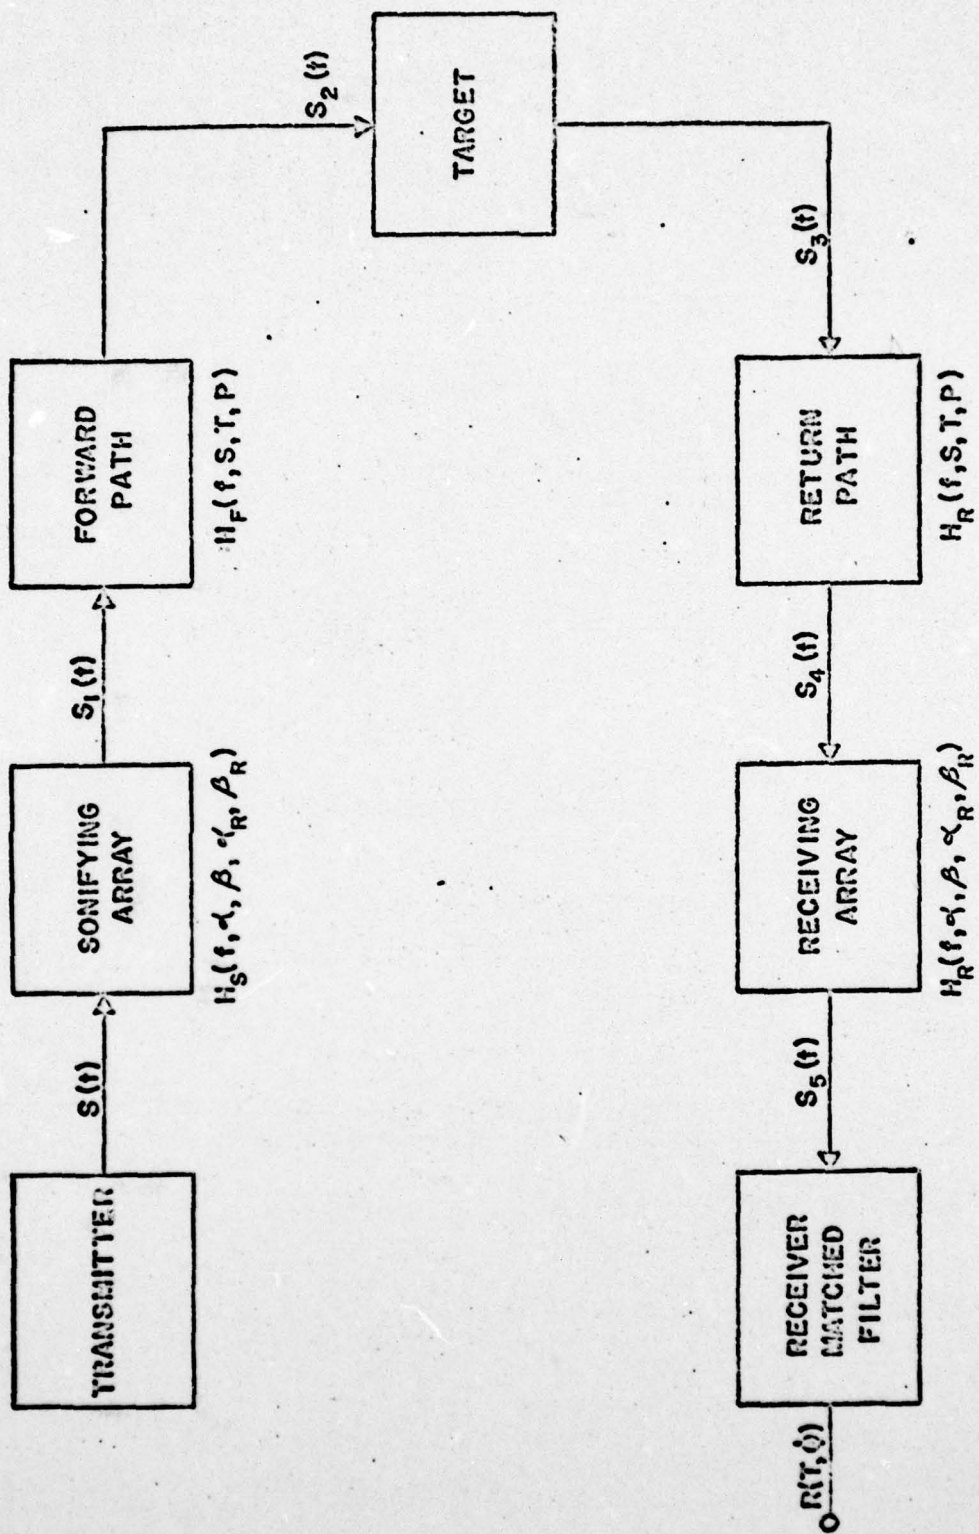 TRANSMITTER
S(t)
SONIFYING
ARRAY
H_S(f, α, β, α_R, β_R)
S_1(t)
FORWARD
PATH
H_F(f, S, T, P)
S_2(t)
TARGET
S_3(t)
RETURN
PATH
H_R(f, S, T, P)
S_4(t)
RECEIVING
ARRAY
H_R(f, α, β, α_R, β_R)
S_5(t)
RECEIVER
MATCHED
FILTER